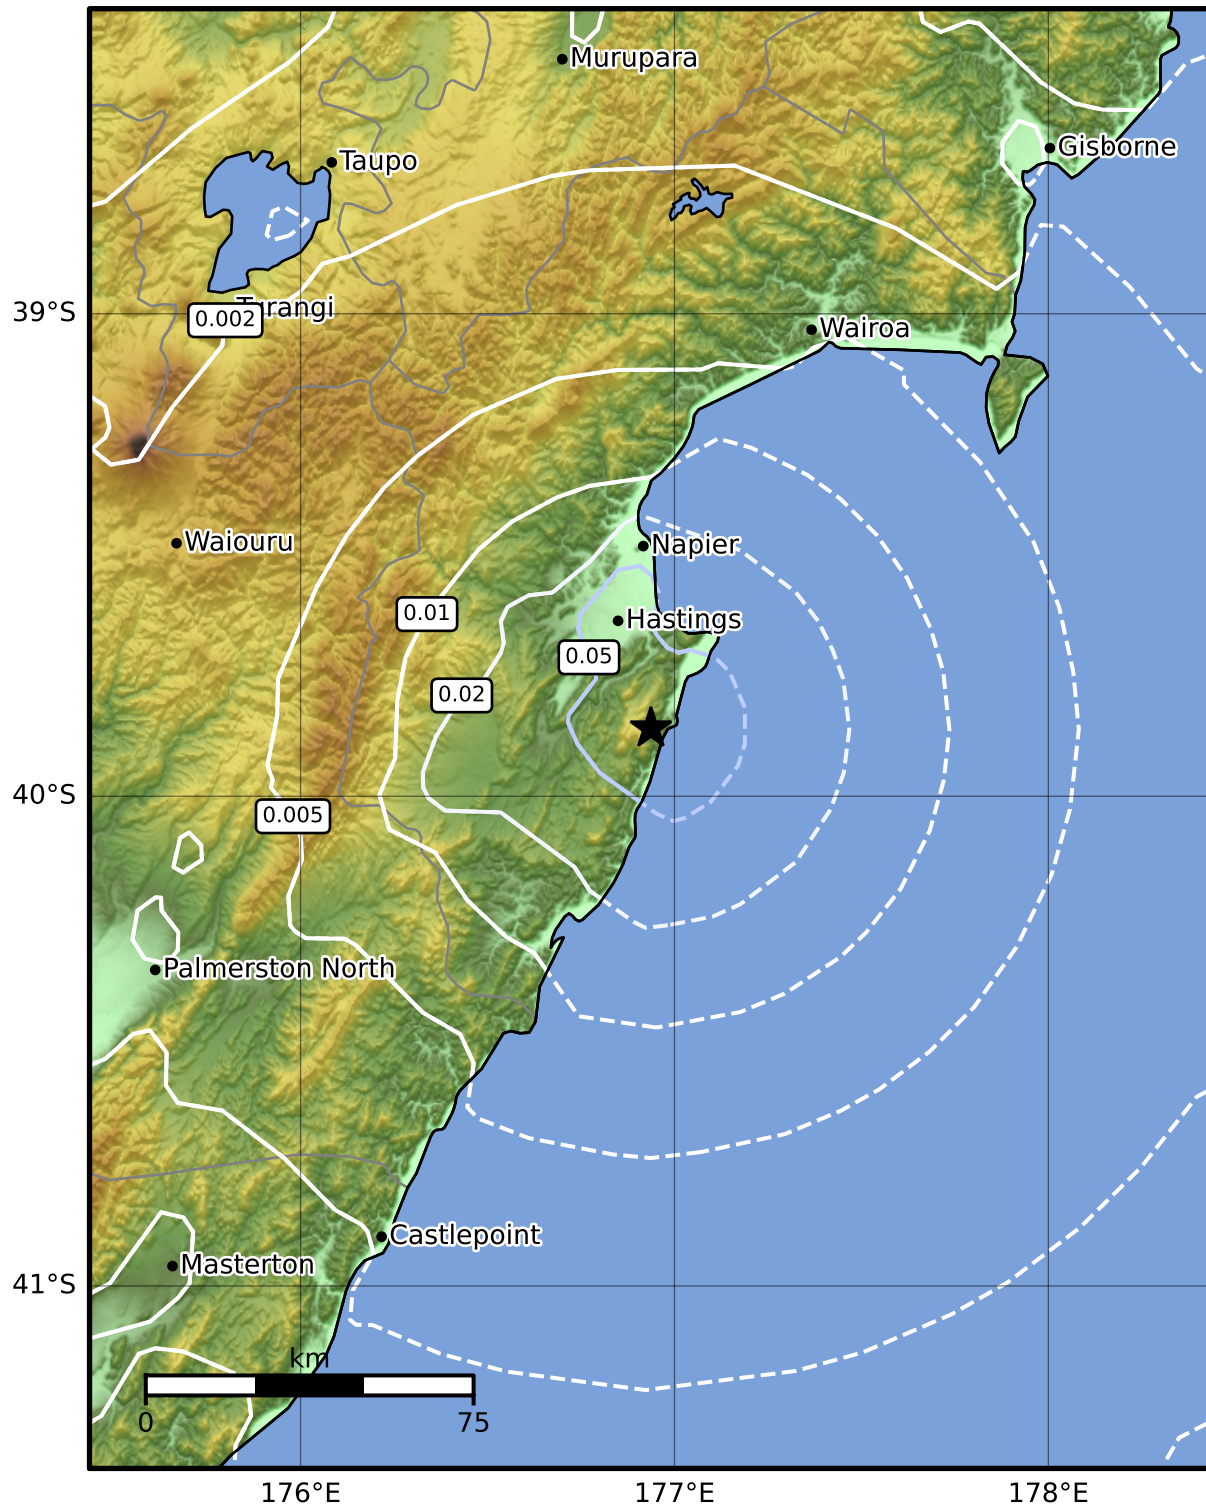 Murupara
Gisborne
Taupo
Turangi
0.002
39°S
Wairoa
Waiouru
Napier
0.01
Hastings
0.05
0.02
40°S
0.005
Palmerston North
Castlepoint
Masterton
41°S
km
0
75
176°E
177°E
178°E